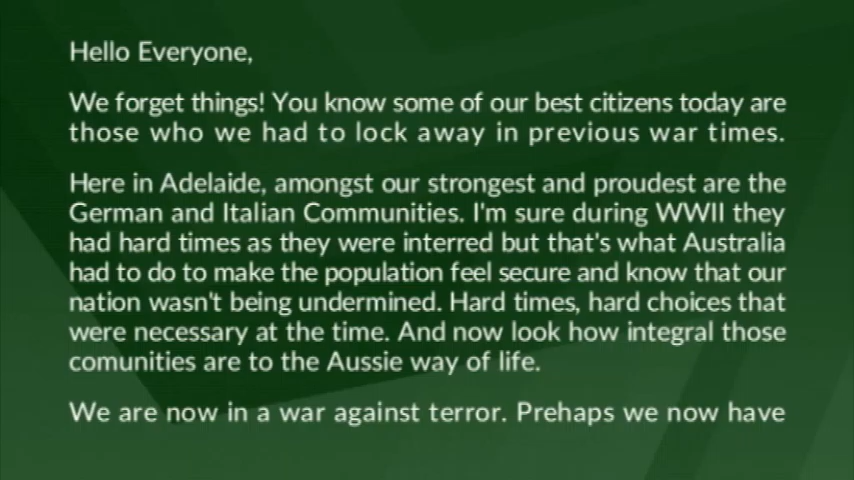 Hello Everyone,
We forget things! You know some of our best citizens today are
those who we had to lock away in previous war times.
Here in Adelaide, amongst our strongest and proudest are the
German and Italian Communities. I'm sure during WWII they
had hard times as they were interred but that's what Australia
had to do to make the population feel secure and know that our
nation wasn't being undermined. Hard times, hard choices that
were necessary at the time. And now look how integral those
comunities are to the Aussie way of life.
We are now in a war against terror. Prehaps we now have